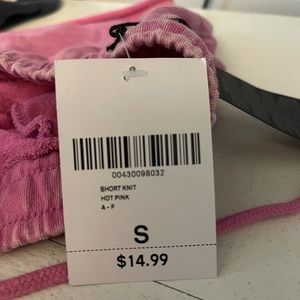 00430098032
SHORT KNIT
HOT PINK
A - F
S
$14.99